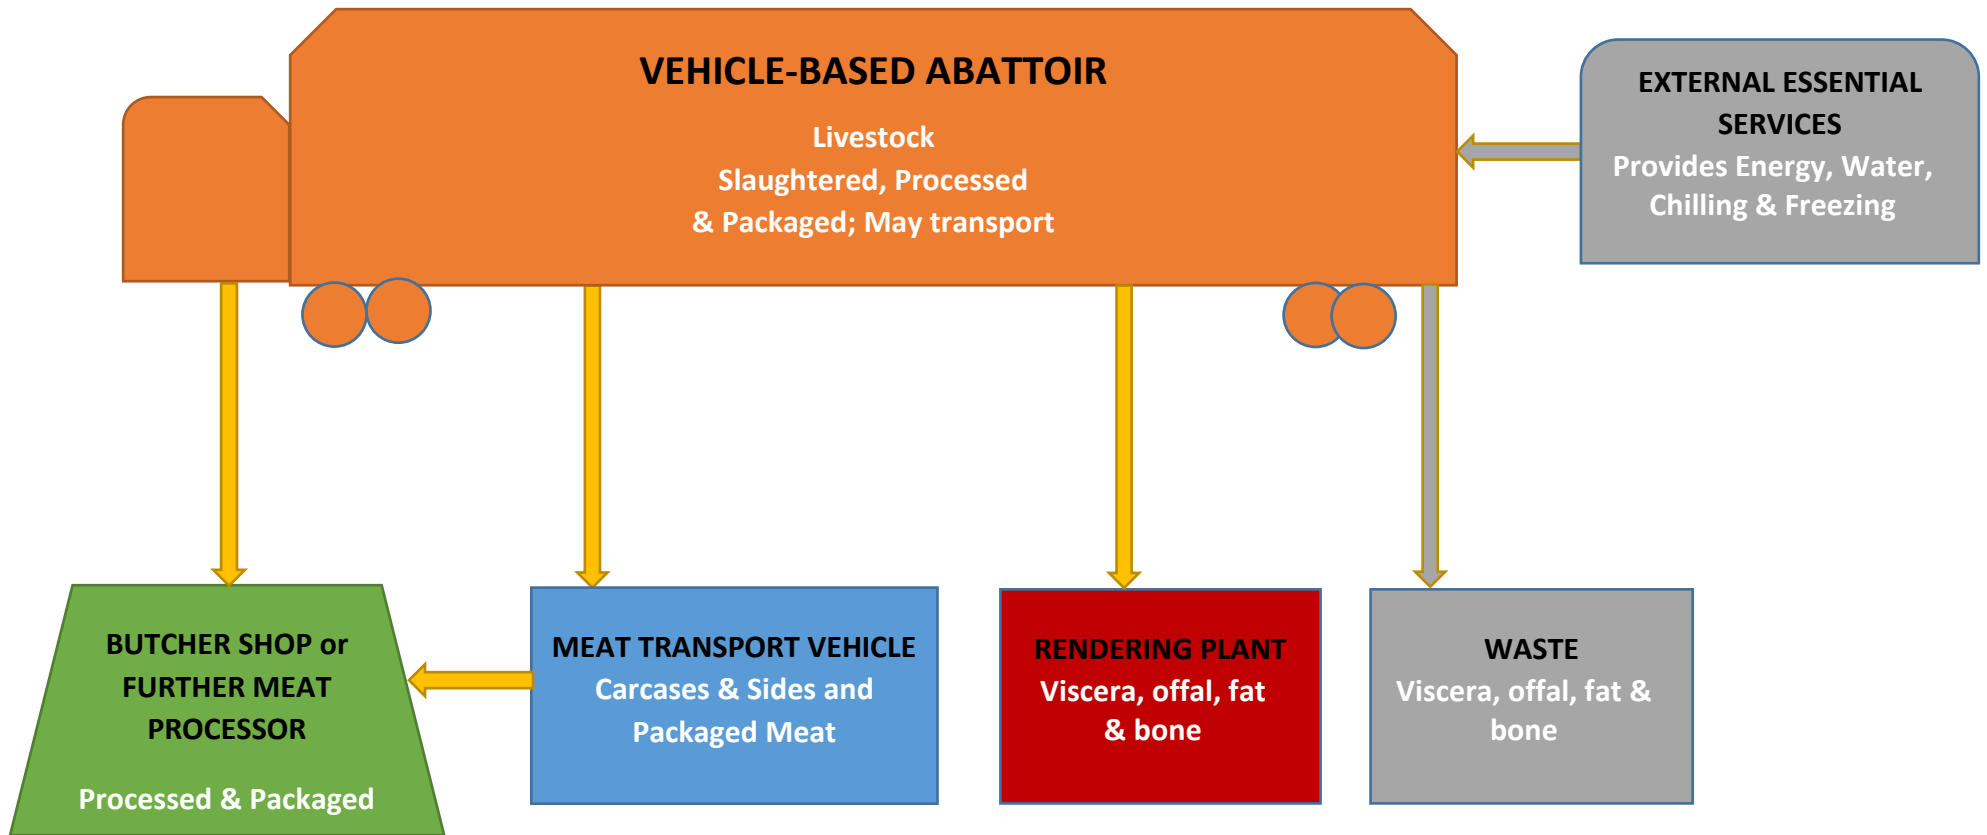 VEHICLE-BASED ABATTOIR
Livestock
Slaughtered, Processed
& Packaged; May transport
EXTERNAL ESSENTIAL
SERVICES
Provides Energy, Water,
Chilling & Freezing
BUTCHER SHOP or
FURTHER MEAT
PROCESSOR
Processed & Packaged
MEAT TRANSPORT VEHICLE
Carcases & Sides and
Packaged Meat
RENDERING PLANT
Viscera, offal, fat
& bone
WASTE
Viscera, offal, fat &
bone